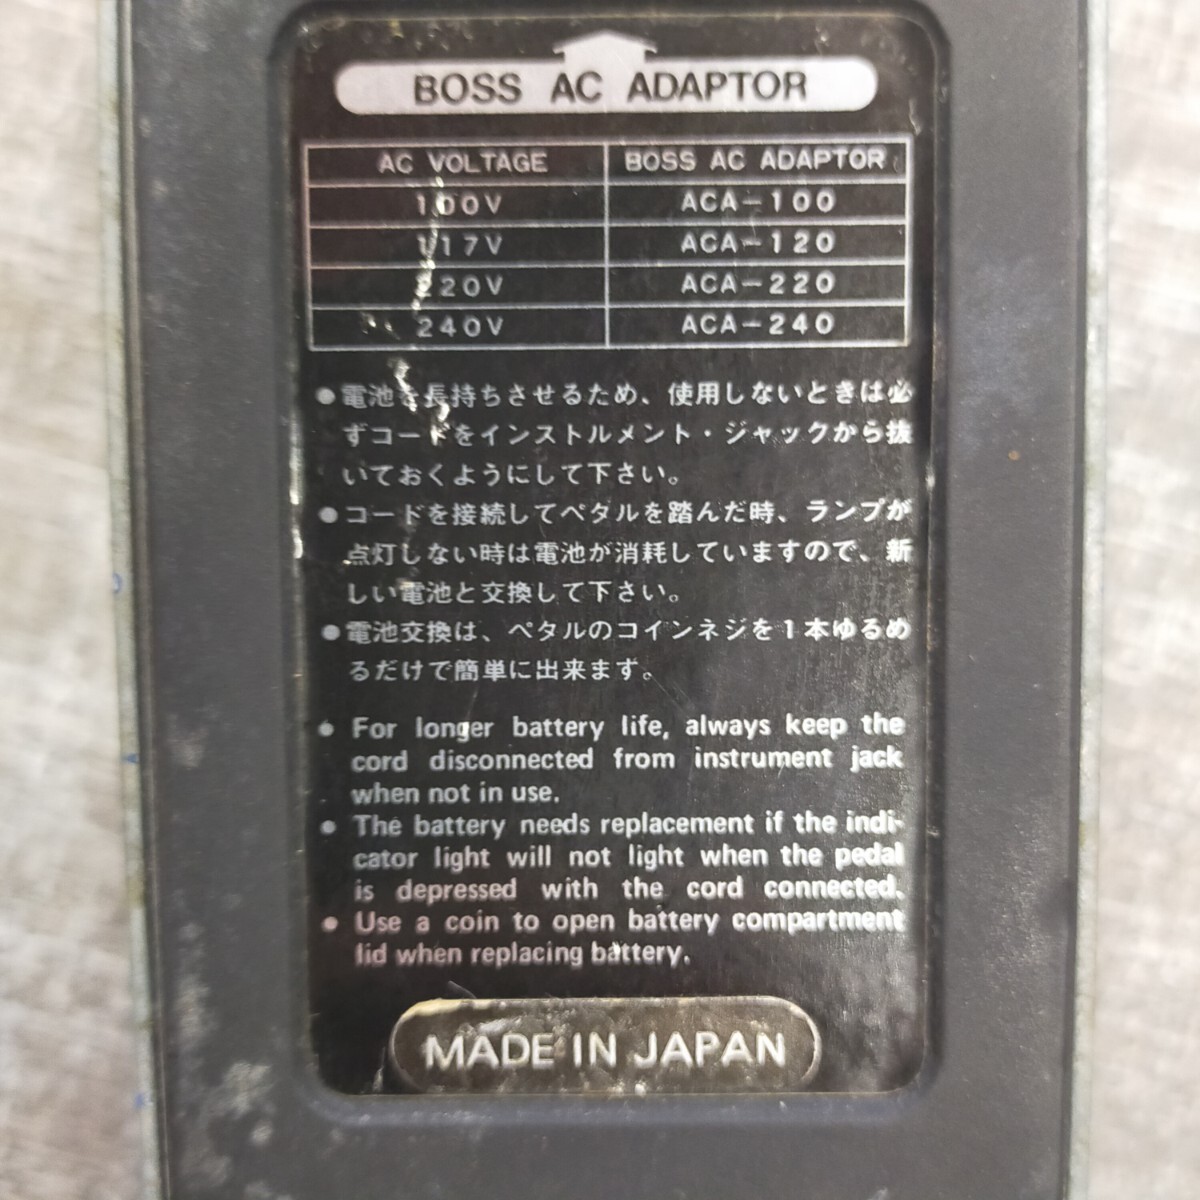 BOSS AC ADAPTOR
AC VOLTAGE BOSS AC ADAPTOR
100V ACA-100
117V ACA-120
220V ACA-220
240V ACA-240
●電池を長持ちさせるため、使用しないときは必
ずコードをインストルメント・ジャックから抜
いておくようにして下さい。
●コードを接続してペダルを踏んだ時、ランプが
点灯しない時は電池が消耗していますので、新
しい電池と交換して下さい。
●電池交換は、ペダルのコインネジを1本ゆるめ
るだけで簡単に出来ます。
● For longer battery life, always keep the
cord disconnected from instrument jack
when not in use.
● The battery needs replacement if the indi-
cator light will not light when the pedal
is depressed with the cord connected.
● Use a coin to open battery compartment
lid when replacing battery.
MADE IN JAPAN